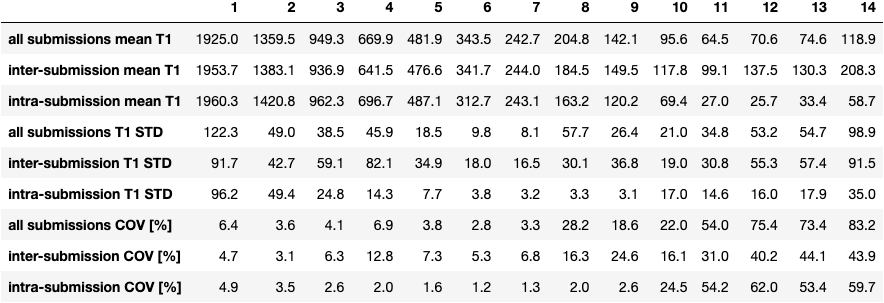 1 2 3 4 5 6 7 8 9 10 11 12 13 14
all submissions mean T1 1925.0 1359.5 949.3 669.9 481.9 343.5 242.7 204.8 142.1 95.6 64.5 70.6 74.6 118.9
inter-submission mean T1 1953.7 1383.1 936.9 641.5 476.6 341.7 244.0 184.5 149.5 117.8 99.1 137.5 130.3 208.3
intra-submission mean T1 1960.3 1420.8 962.3 696.7 487.1 312.7 243.1 163.2 120.2 69.4 27.0 25.7 33.4 58.7
all submissions T1 STD 122.3 49.0 38.5 45.9 18.5 9.8 8.1 57.7 26.4 21.0 34.8 53.2 54.7 98.9
inter-submission T1 STD 91.7 42.7 59.1 82.1 34.9 18.0 16.5 30.1 36.8 19.0 30.8 55.3 57.4 91.5
intra-submission T1 STD 96.2 49.4 24.8 14.3 7.7 3.8 3.2 3.3 3.1 17.0 14.6 16.0 17.9 35.0
all submissions COV [%] 6.4 3.6 4.1 6.9 3.8 2.8 3.3 28.2 18.6 22.0 54.0 75.4 73.4 83.2
inter-submission COV [%] 4.7 3.1 6.3 12.8 7.3 5.3 6.8 16.3 24.6 16.1 31.0 40.2 44.1 43.9
intra-submission COV [%] 4.9 3.5 2.6 2.0 1.6 1.2 1.3 2.0 2.6 24.5 54.2 62.0 53.4 59.7